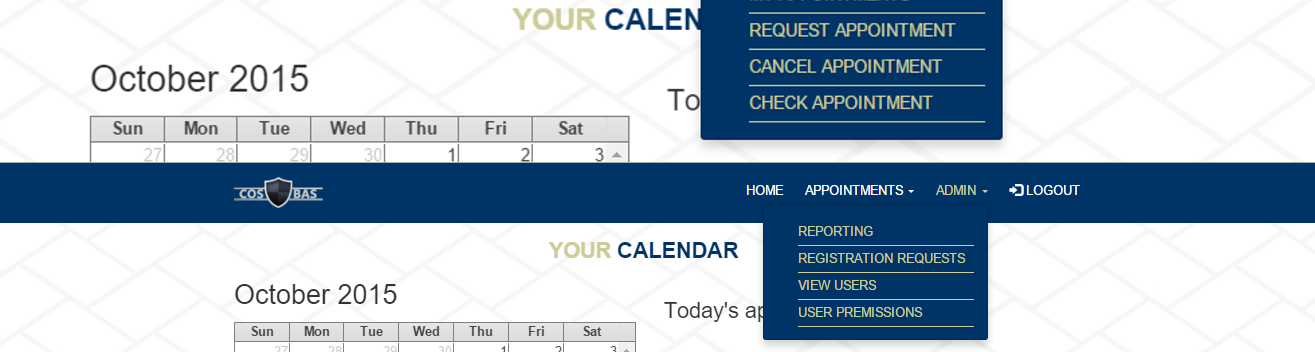 YOUR CALEN
REQUEST APPOINTMENT
CANCEL APPOINTMENT
CHECK APPOINTMENT
October 2015
To
Sun Mon Tue Wed Thu Fri Sat
27 28 29 30 1 2 3
COS BAS
HOME APPOINTMENTS ADMIN LOGOUT
REPORTING
REGISTRATION REQUESTS
VIEW USERS
USER PREMISSIONS
YOUR CALENDAR
October 2015
Today's ap
Sun Mon Tue Wed Thu Fri Sat
27 28 29 30 1 2 3